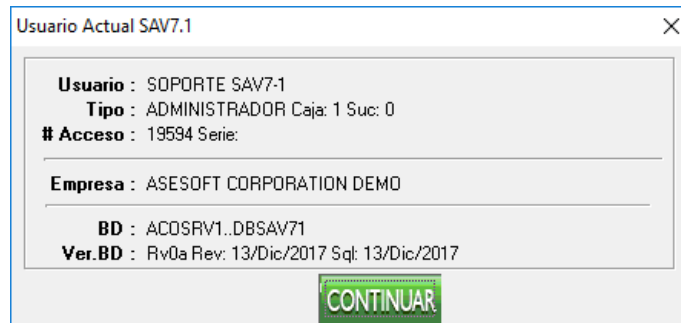 Usuario Actual SAV7.1
Usuario : SOPORTE SAV7-1
Tipo : ADMINISTRADOR Caja: 1 Suc: 0
# Acceso : 19594 Serie:
Empresa : ASESOFT CORPORATION DEMO
BD : ACOSRV1..DBSAV71
Ver.BD : Rv0a Rev: 13/Dic/2017 Sql: 13/Dic/2017
CONTINUAR